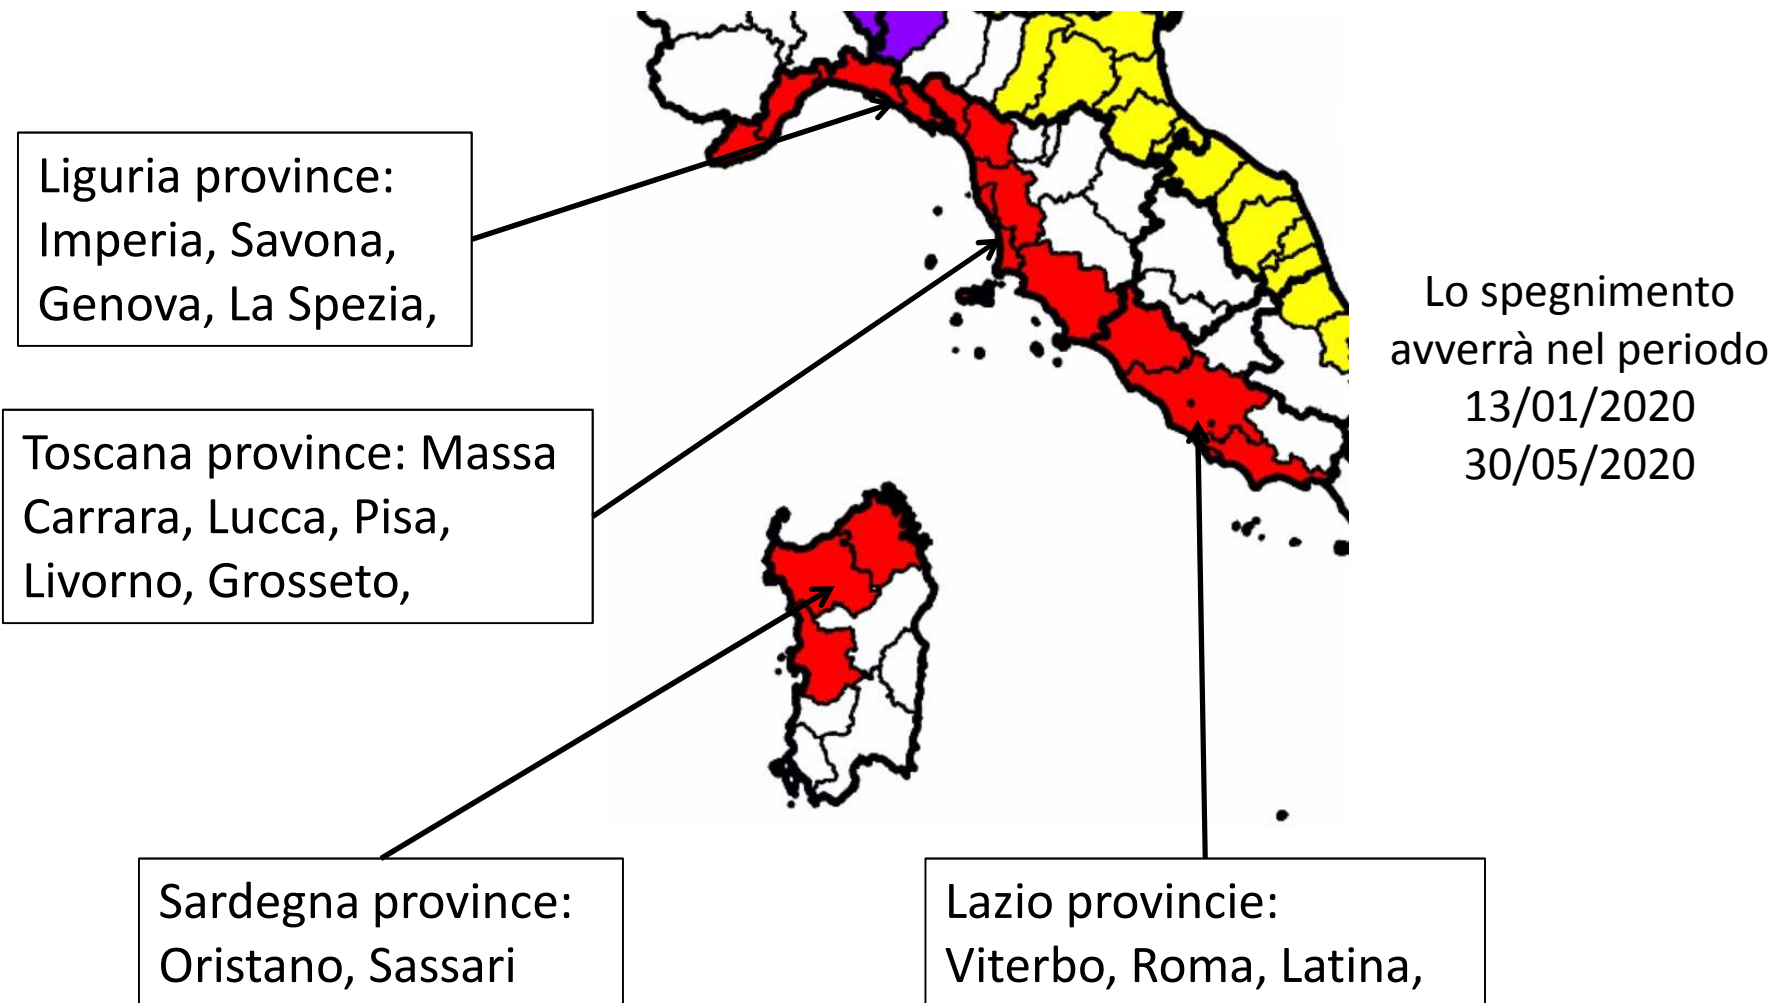 Liguria province:
Imperia, Savona,
Genova, La Spezia,
Lo spegnimento
avverrà nel periodo
13/01/2020
30/05/2020
Toscana province: Massa
Carrara, Lucca, Pisa,
Livorno, Grosseto,
Sardegna province:
Oristano, Sassari
Lazio provincie:
Viterbo, Roma, Latina,